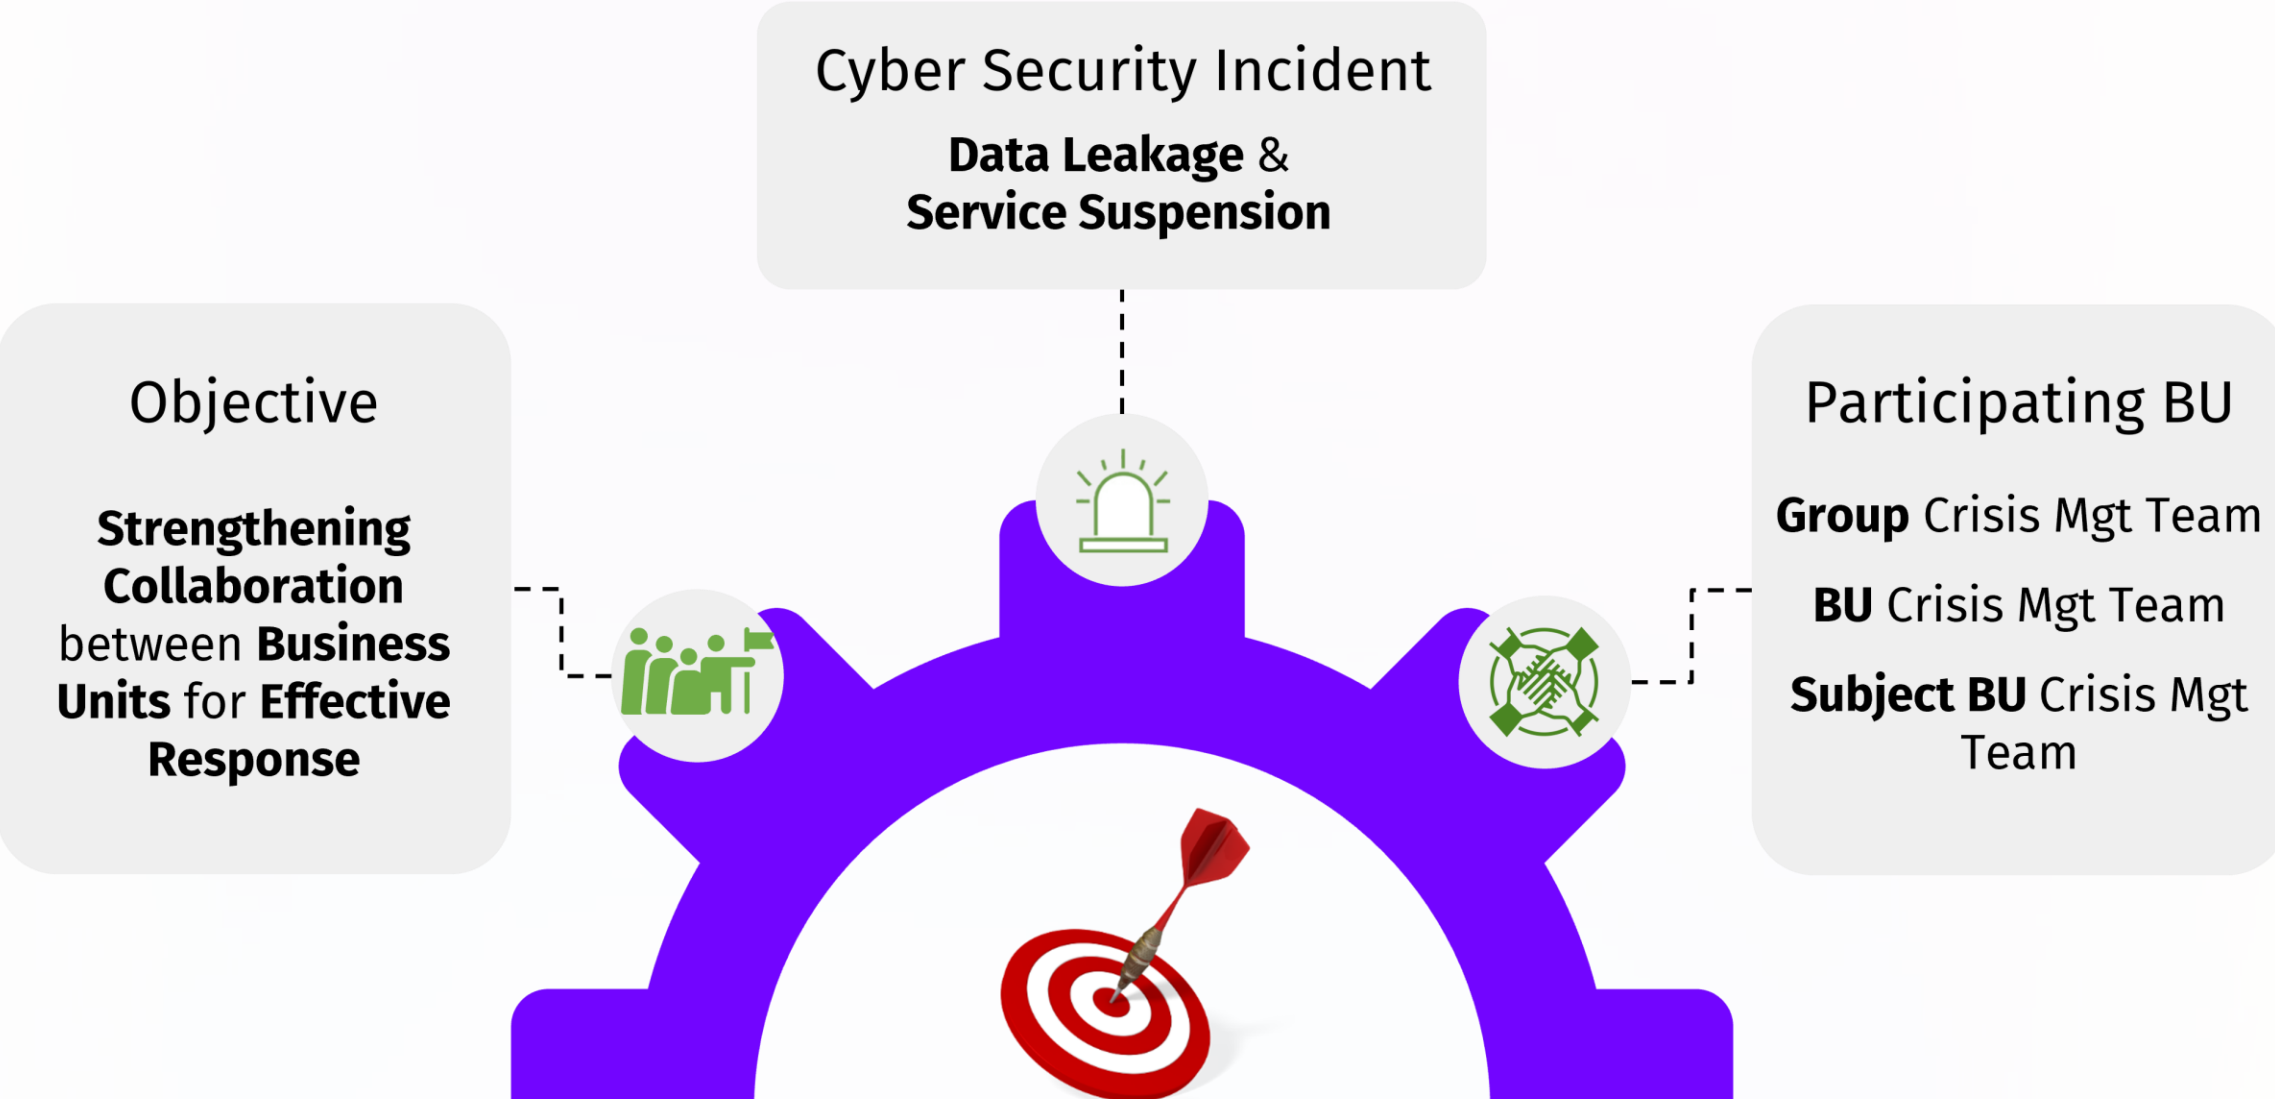 Cyber Security Incident
Data Leakage &
Service Suspension
Objective
Strengthening
Collaboration
between Business
Units for Effective
Response
Participating BU
Group Crisis Mgt Team
BU Crisis Mgt Team
Subject BU Crisis Mgt
Team